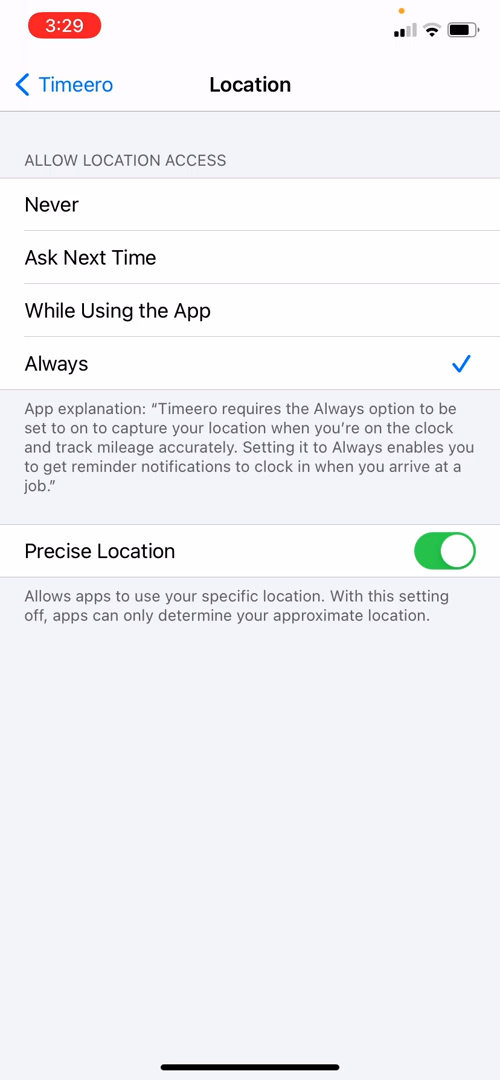 3:29
Timeero
Location
ALLOW LOCATION ACCESS
Never
Ask Next Time
While Using the App
Always
App explanation: “Timeero requires the Always option to be
set to on to capture your location when you’re on the clock
and track mileage accurately. Setting it to Always enables you
to get reminder notifications to clock in when you arrive at a
job.”
Precise Location
Allows apps to use your specific location. With this setting
off, apps can only determine your approximate location.